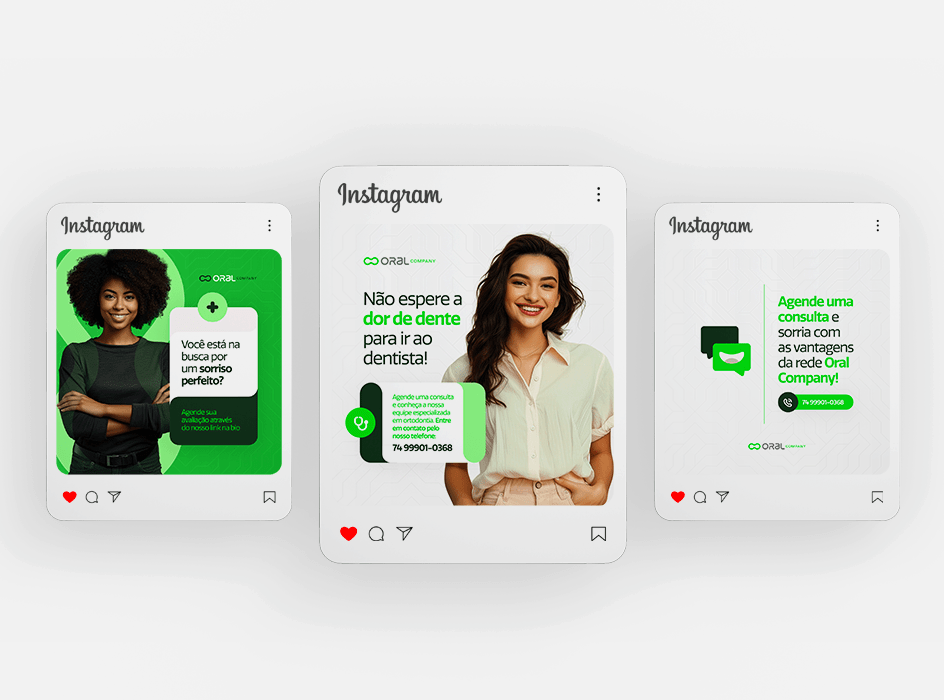 Instagram
ORAL COMPANY
Você está na
busca por
um sorriso
perfeito?
Agende sua
avaliação através
do nosso link na bio
Instagram
ORAL COMPANY
Não espere a
dor de dente
para ir ao
dentista!
Agende uma consulta
e conheça a nossa
equipe especializada
em ortodontia. Entre
em contato pelo
nosso telefone:
74 99901-0368
Instagram
Agende uma
consulta e
sorria com
as vantagens
da rede Oral
Company!
74 99901-0368
ORAL COMPANY